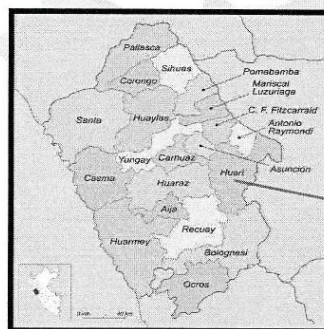 Pallasca
Sihuas
Pomabamba
Mariscal
Luzuriaga
Corongo
C. F. Fitzcarrald
Antonio
Raymondi
Santa
Huaylas
Yungay
Carhuaz
Asunción
Casma
Huaraz
Huari
Aija
Recuay
Huarmey
Bolognesi
Ocros